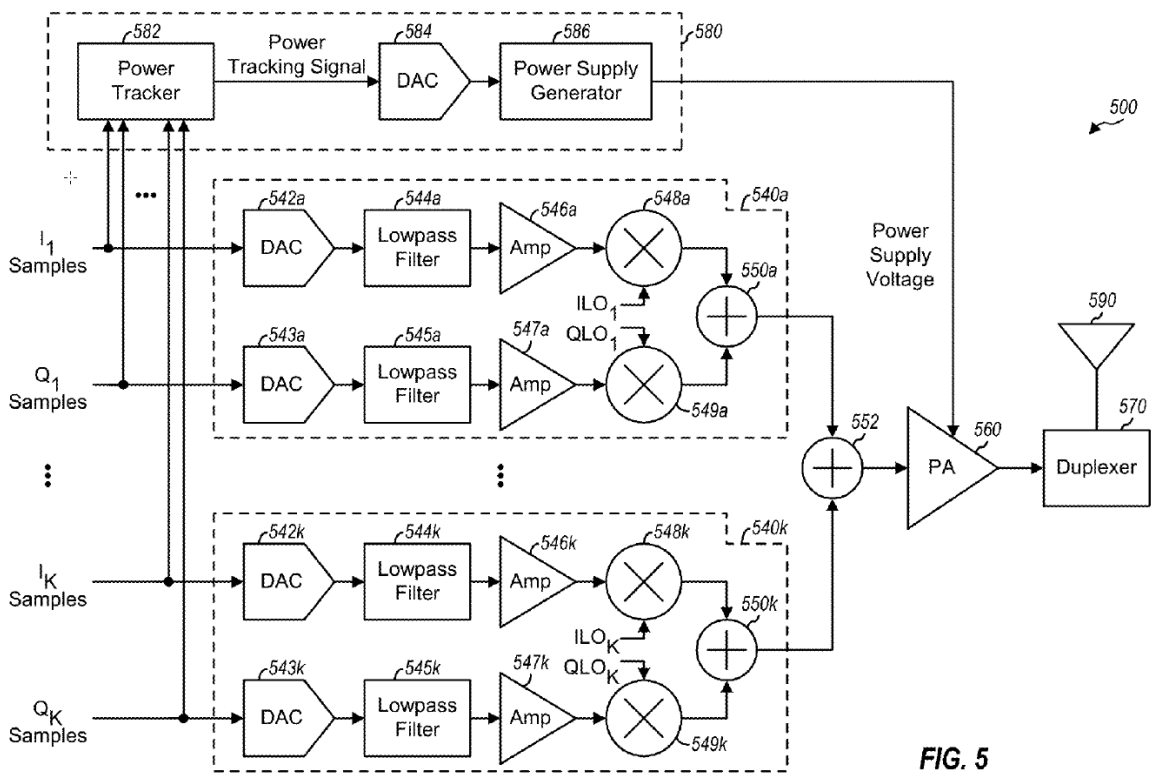 582
Power
Tracker
Power
Tracking Signal
584
DAC
586
Power Supply
Generator
580
500
•••
I1
Samples
542a
DAC
544a
Lowpass
Filter
546a
Amp
548a
540a
ILO1
550a
Power
Supply
Voltage
Q1
Samples
543a
DAC
545a
Lowpass
Filter
547a
Amp
QLO1
549a
590
552
PA
560
570
Duplexer
IK
Samples
542k
DAC
544k
Lowpass
Filter
546k
Amp
548k
540k
ILOK
550k
QK
Samples
543k
DAC
545k
Lowpass
Filter
547k
Amp
QLOK
549k
FIG. 5